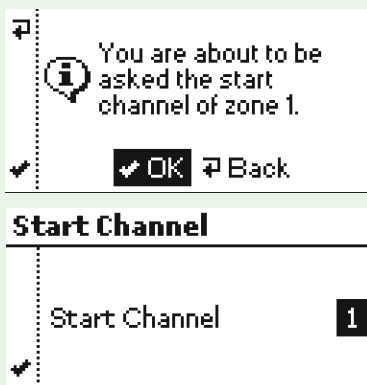 You are about to be
asked the start
channel of zone 1.
✔ OK ⮒ Back
Start Channel
Start Channel 1